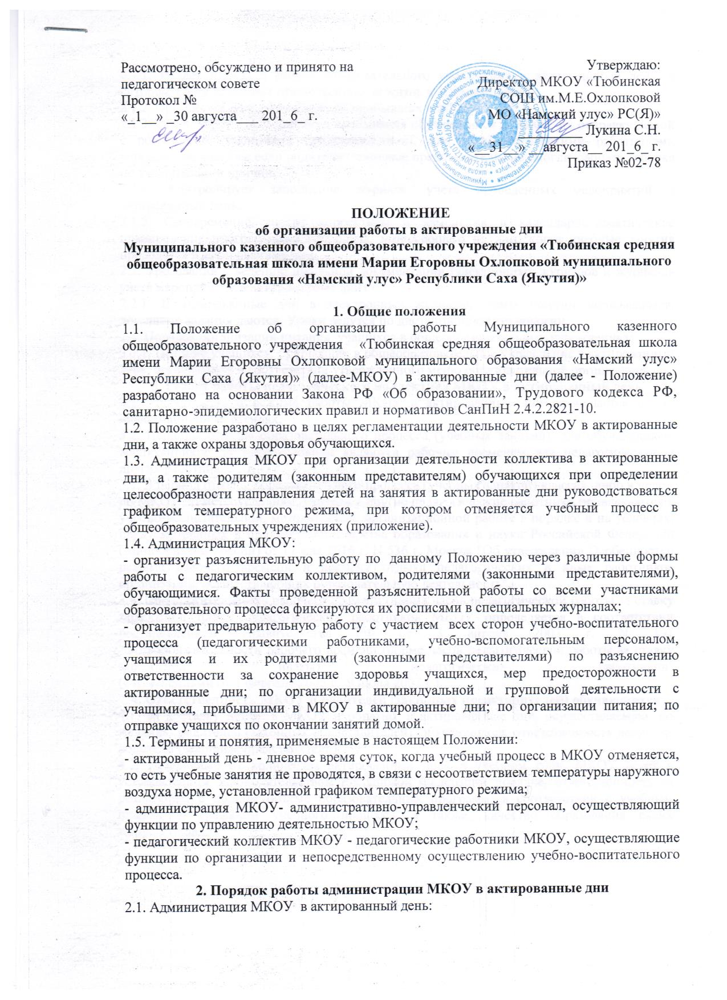 Рассмотрено, обсуждено и принято на
педагогическом совете
Протокол №
«_1__» _30 августа___ 201_6_ г.
Утверждаю:
Директор МКОУ «Тюбинская
СОШ им.М.Е.Охлопковой
МО «Намский улус» РС(Я)»
_________ Лукина С.Н.
«__31__» __августа__ 201_6_ г.
Приказ №02-78
ПОЛОЖЕНИЕ
об организации работы в актированные дни
Муниципального казенного общеобразовательного учреждения «Тюбинская средняя
общеобразовательная школа имени Марии Егоровны Охлопковой муниципального
образования «Намский улус» Республики Саха (Якутия)»
1. Общие положения
1.1. Положение об организации работы Муниципального казенного
общеобразовательного учреждения «Тюбинская средняя общеобразовательная школа
имени Марии Егоровны Охлопковой муниципального образования «Намский улус»
Республики Саха (Якутия)» (далее-МКОУ) в актированные дни (далее - Положение)
разработано на основании Закона РФ «Об образовании», Трудового кодекса РФ,
санитарно-эпидемиологических правил и нормативов СанПиН 2.4.2.2821-10.
1.2. Положение разработано в целях регламентации деятельности МКОУ в актированные
дни, а также охраны здоровья обучающихся.
1.3. Администрация МКОУ при организации деятельности коллектива в актированные
дни, а также родителям (законным представителям) обучающихся при определении
целесообразности направления детей на занятия в актированные дни руководствоваться
графиком температурного режима, при котором отменяется учебный процесс в
общеобразовательных учреждениях (приложение).
1.4. Администрация МКОУ:
- организует разъяснительную работу по данному Положению через различные формы
работы с педагогическим коллективом, родителями (законными представителями),
обучающимися. Факты проведенной разъяснительной работы со всеми участниками
образовательного процесса фиксируются их росписями в специальных журналах;
- организует предварительную работу с участием всех сторон учебно-воспитательного
процесса (педагогическими работниками, учебно-вспомогательным персоналом,
учащимися и их родителями (законными представителями) по разъяснению
ответственности за сохранение здоровья учащихся, мер предосторожности в
актированные дни; по организации индивидуальной и групповой деятельности с
учащимися, прибывшими в МКОУ в актированные дни; по организации питания; по
отправке учащихся по окончании занятий домой.
1.5. Термины и понятия, применяемые в настоящем Положении:
- актированный день - дневное время суток, когда учебный процесс в МКОУ отменяется,
то есть учебные занятия не проводятся, в связи с несоответствием температуры наружного
воздуха норме, установленной графиком температурного режима;
- администрация МКОУ- административно-управленческий персонал, осуществляющий
функции по управлению деятельностью МКОУ;
- педагогический коллектив МКОУ - педагогические работники МКОУ, осуществляющие
функции по организации и непосредственному осуществлению учебно-воспитательного
процесса.
2. Порядок работы администрации МКОУ в актированные дни
2.1. Администрация МКОУ в актированный день: